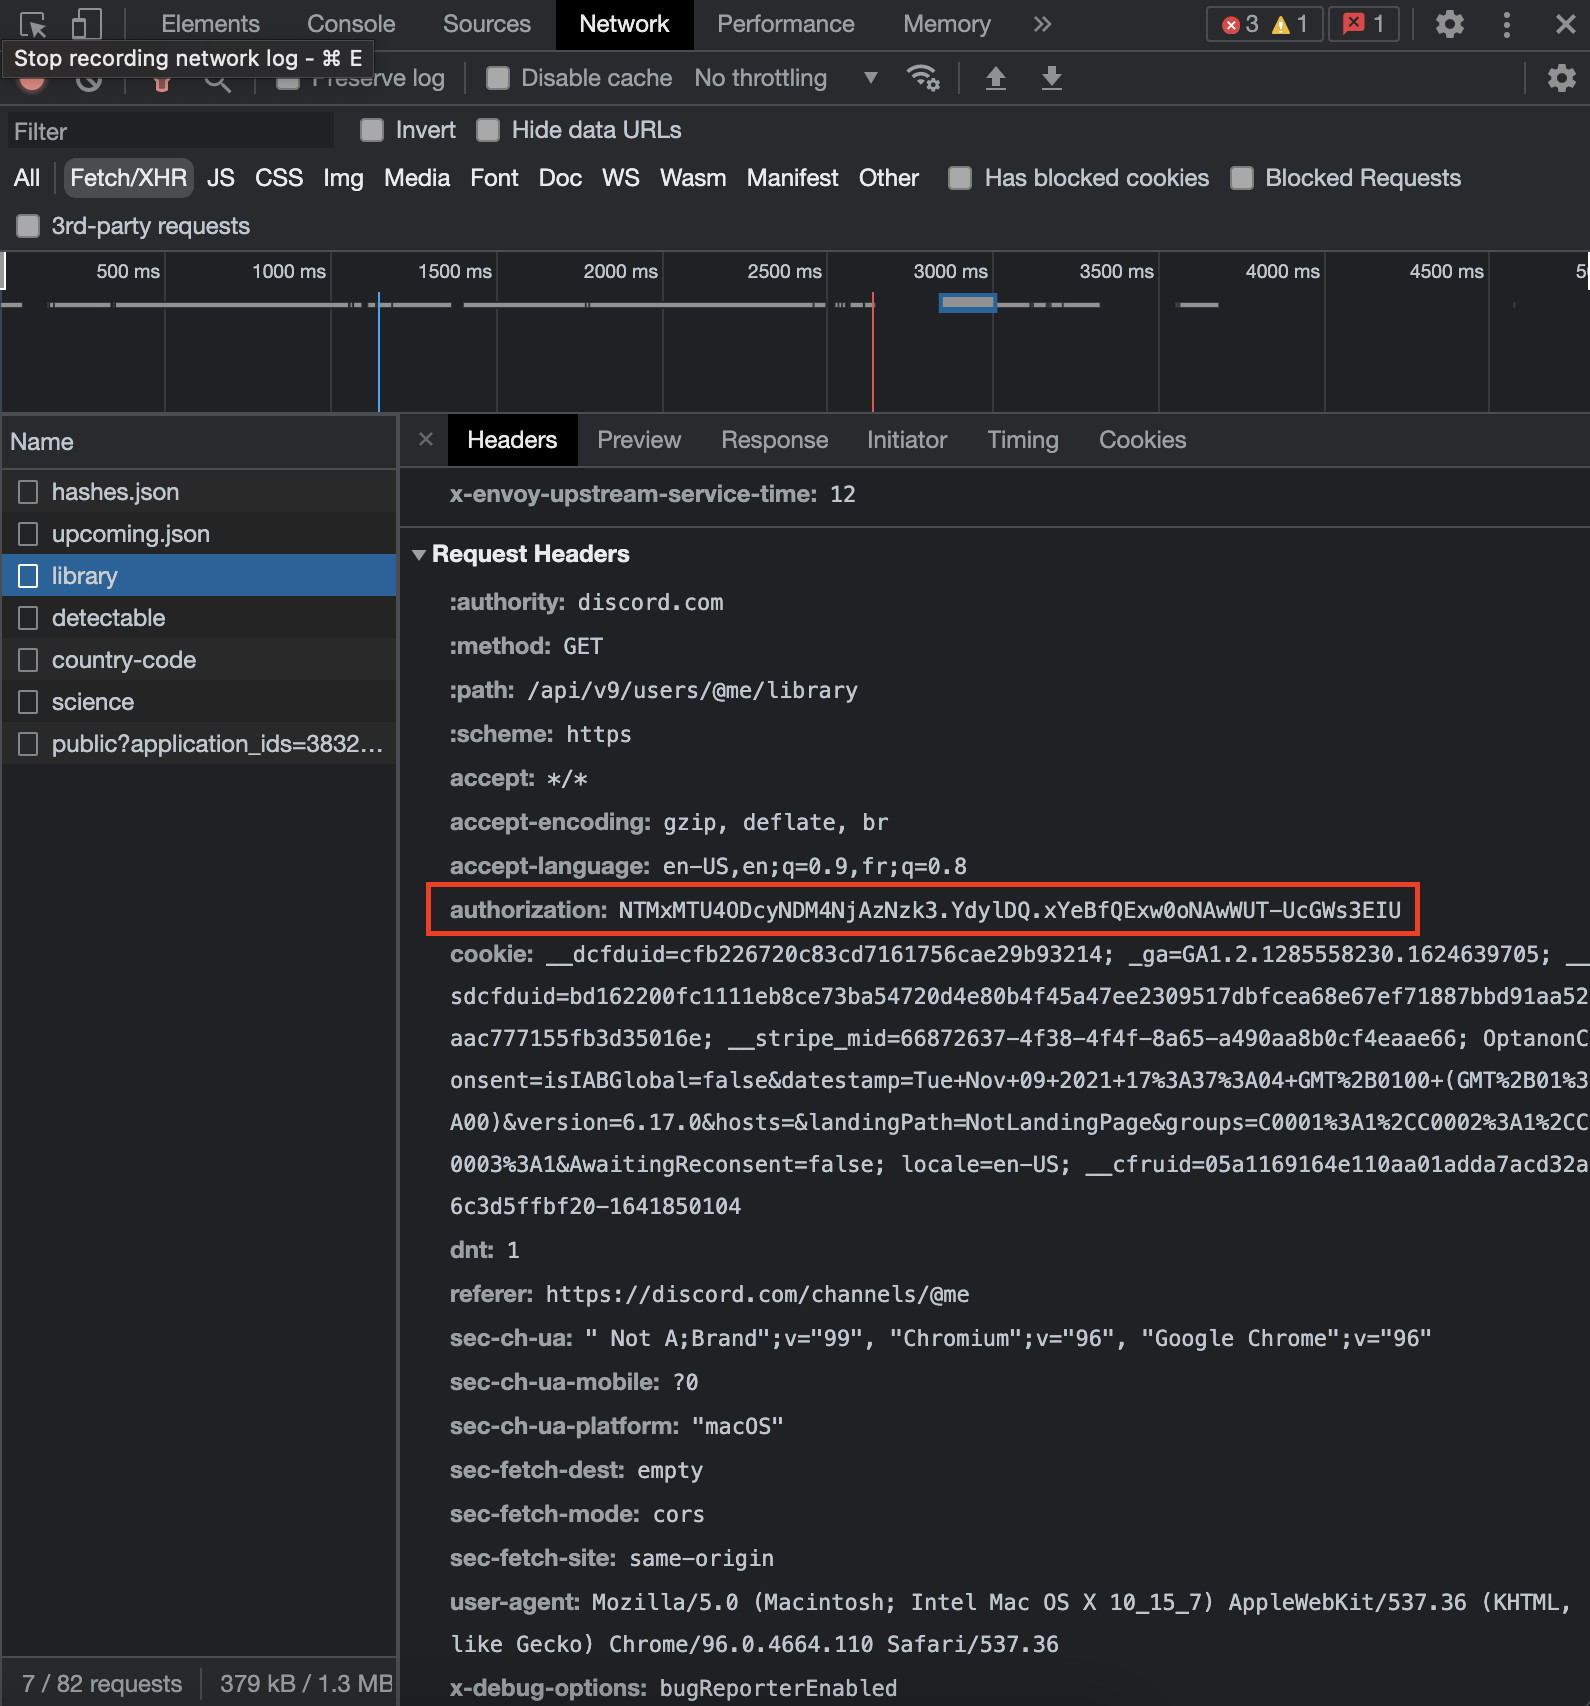 Elements Console Sources Network Performance Memory 3 1 1
Stop recording network log - ⌘ E
Preserve log Disable cache No throttling
Filter Invert Hide data URLs
All Fetch/XHR JS CSS Img Media Font Doc WS Wasm Manifest Other Has blocked cookies Blocked Requests
3rd-party requests
500 ms 1000 ms 1500 ms 2000 ms 2500 ms 3000 ms 3500 ms 4000 ms 4500 ms
Name
hashes.json
upcoming.json
library
detectable
country-code
science
public?application_ids=3832...
7 / 82 requests 379 kB / 1.3 MB
Headers Preview Response Initiator Timing Cookies
x-envoy-upstream-service-time: 12
Request Headers
:authority: discord.com
:method: GET
:path: /api/v9/users/@me/library
:scheme: https
accept: */*
accept-encoding: gzip, deflate, br
accept-language: en-US,en;q=0.9,fr;q=0.8
authorization: NTMxMTU4ODcyNDM4NjAzNzk3.YdylDQ.xYeBfQExw0oNAwWUT-UcGWs3EIU
cookie: __dcfduid=cfb226720c83cd7161756cae29b93214; _ga=GA1.2.1285558230.1624639705; __
sdcfduid=bd162200fc1111eb8ce73ba54720d4e80b4f45a47ee2309517dbfcea68e67ef71887bbd91aa52
aac777155fb3d35016e; __stripe_mid=66872637-4f38-4f4f-8a65-a490aa8b0cf4eaae66; OptanonC
onsent=isIABGlobal=false&datestamp=Tue+Nov+09+2021+17%3A37%3A04+GMT%2B0100+(GMT%2B01%3
A00)&version=6.17.0&hosts=&landingPath=NotLandingPage&groups=C0001%3A1%2CC0002%3A1%2CC
0003%3A1&AwaitingReconsent=false; locale=en-US; __cfruid=05a1169164e110aa01adda7acd32a
6c3d5ffbf20-1641850104
dnt: 1
referer: https://discord.com/channels/@me
sec-ch-ua: " Not A;Brand";v="99", "Chromium";v="96", "Google Chrome";v="96"
sec-ch-ua-mobile: ?0
sec-ch-ua-platform: "macOS"
sec-fetch-dest: empty
sec-fetch-mode: cors
sec-fetch-site: same-origin
user-agent: Mozilla/5.0 (Macintosh; Intel Mac OS X 10_15_7) AppleWebKit/537.36 (KHTML,
like Gecko) Chrome/96.0.4664.110 Safari/537.36
x-debug-options: bugReporterEnabled